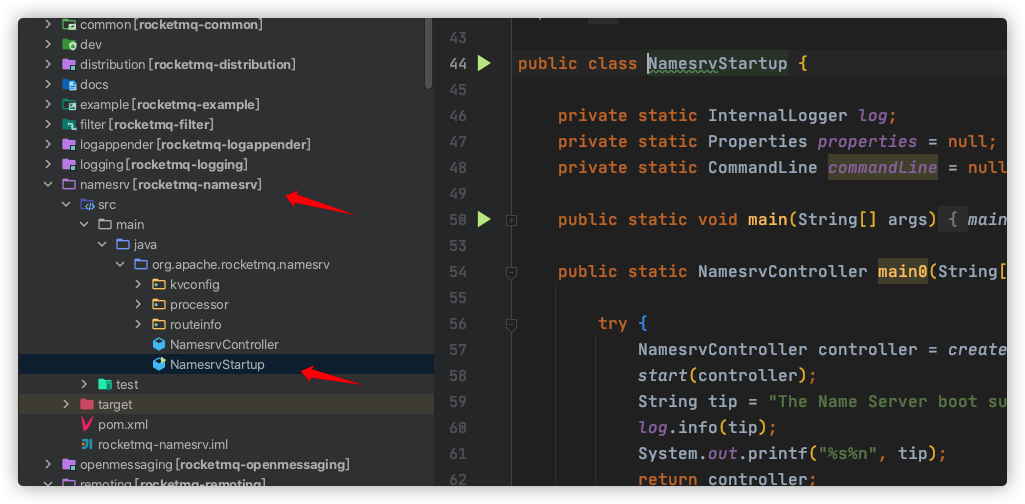 common [rocketmq-common]
dev
distribution [rocketmq-distribution]
docs
example [rocketmq-example]
filter [rocketmq-filter]
logappender [rocketmq-logappender]
logging [rocketmq-logging]
namesrv [rocketmq-namesrv]
src
main
java
org.apache.rocketmq.namesrv
kvconfig
processor
routeinfo
NamesrvController
NamesrvStartup
test
target
pom.xml
rocketmq-namesrv.iml
openmessaging [rocketmq-openmessaging]
remoting [rocketmq-remoting]
43
44 public class NamesrvStartup {
45
46 private static InternalLogger log;
47 private static Properties properties = null;
48 private static CommandLine commandLine = null
49
50 public static void main(String[] args) { main
53
54 public static NamesrvController main0(String[
55
56 try {
57 NamesrvController controller = create
58 start(controller);
59 String tip = "The Name Server boot su
60 log.info(tip);
61 System.out.printf("%s%n", tip);
62 return controller;